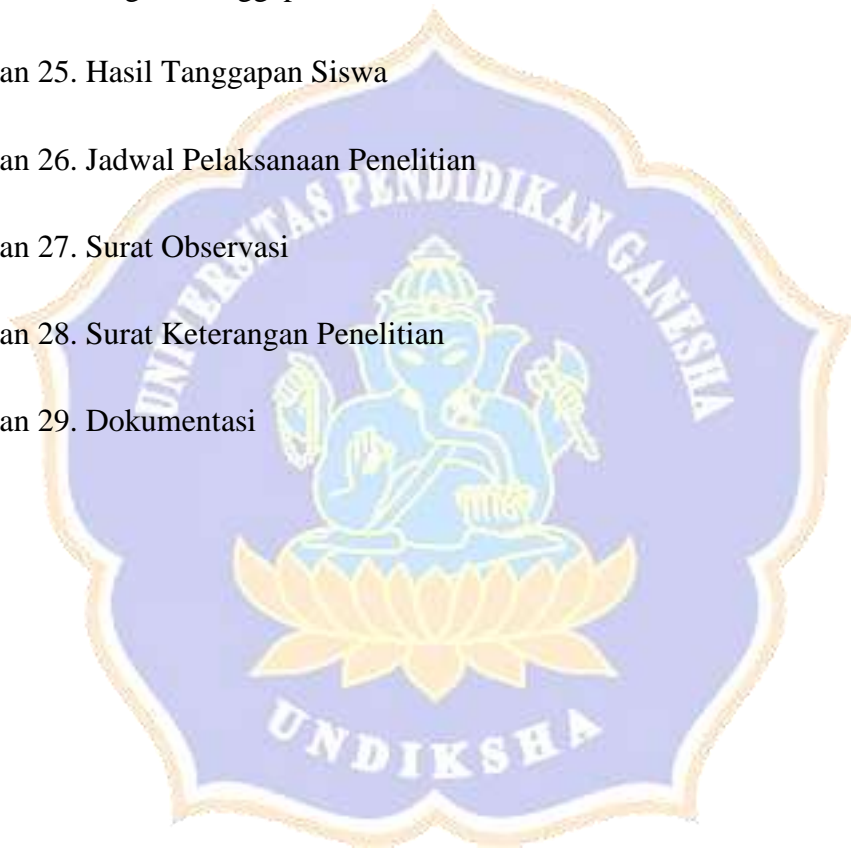 an 25. Hasil Tanggapan Siswa
an 26. Jadwal Pelaksanaan Penelitian
an 27. Surat Observasi
an 28. Surat Keterangan Penelitian
an 29. Dokumentasi
UNIVERSITAS PENDIDIKAN GANESHA
UNDIKSHA